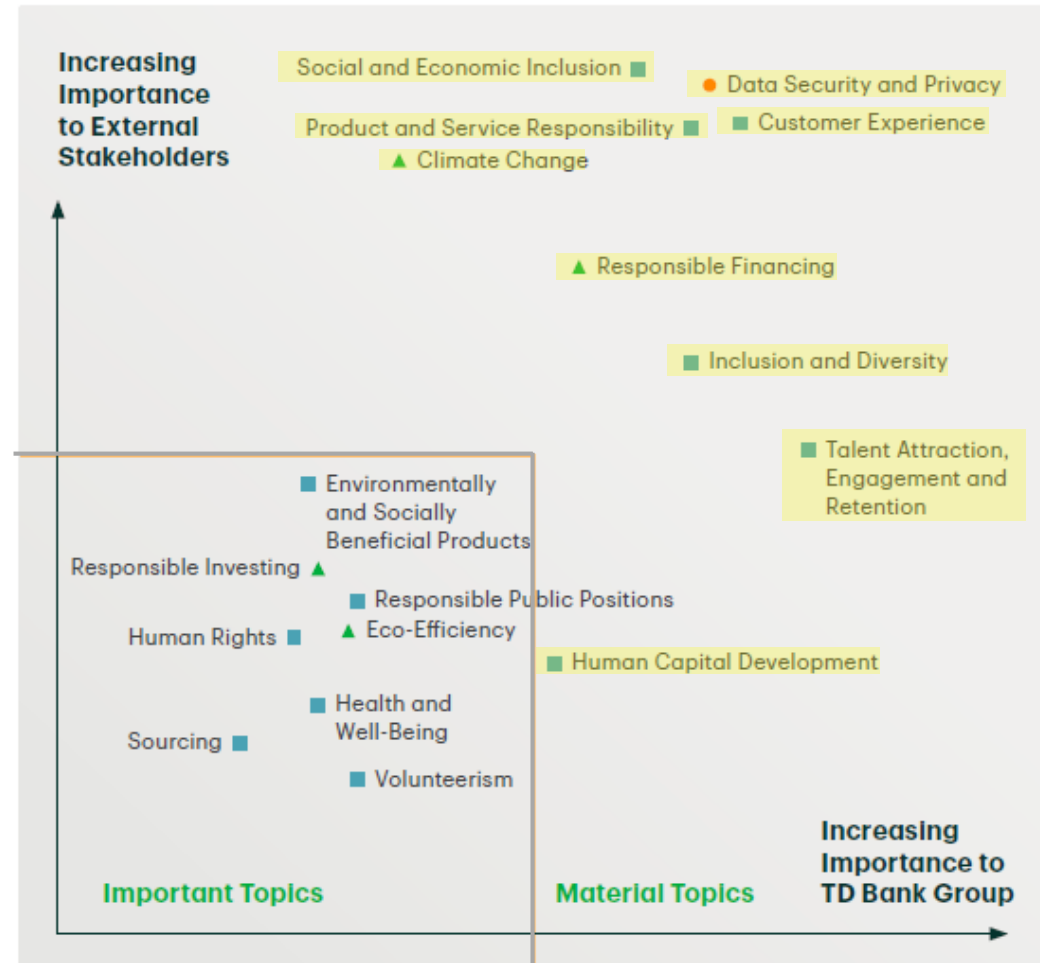 Increasing
Importance
to External
Stakeholders
Social and Economic Inclusion
Data Security and Privacy
Product and Service Responsibility
Customer Experience
Climate Change
Responsible Financing
Inclusion and Diversity
Talent Attraction,
Engagement and
Retention
Environmentally
and Socially
Beneficial Products
Responsible Investing
Responsible Public Positions
Eco-Efficiency
Human Rights
Human Capital Development
Health and
Well-Being
Sourcing
Volunteerism
Important Topics
Material Topics
Increasing
Importance to
TD Bank Group